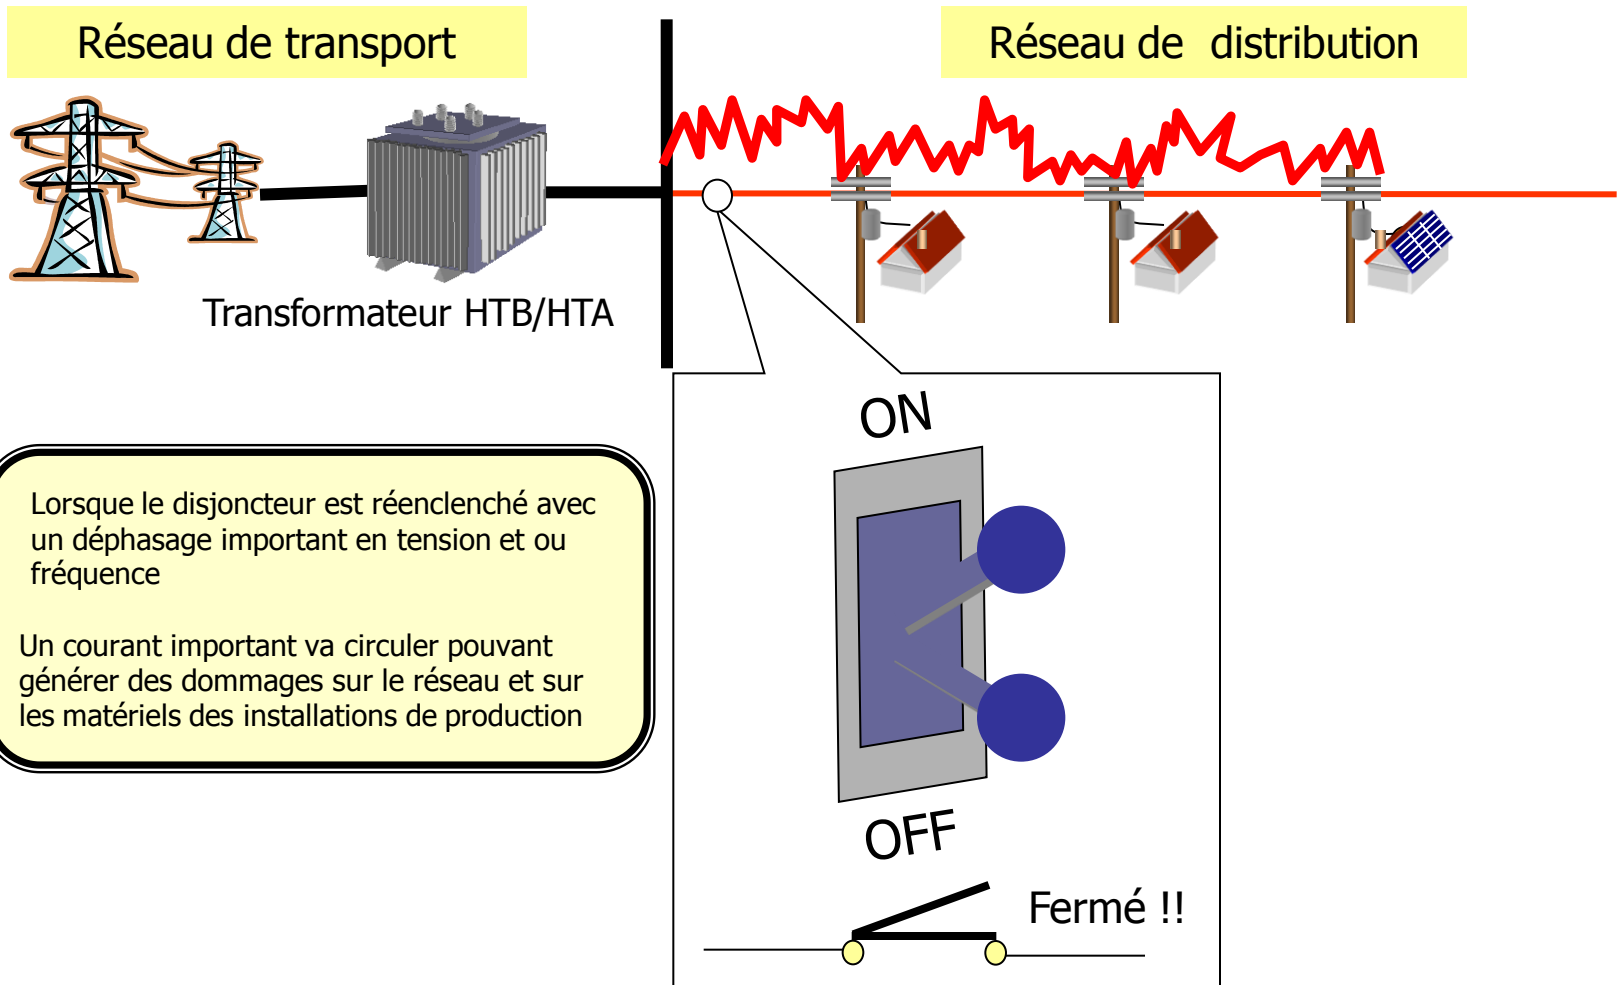 Réseau de transport
Réseau de distribution
Transformateur HTB/HTA
ON
Lorsque le disjoncteur est réenclenché avec
un déphasage important en tension et ou
fréquence
Un courant important va circuler pouvant
générer des dommages sur le réseau et sur
les matériels des installations de production
OFF
Fermé !!